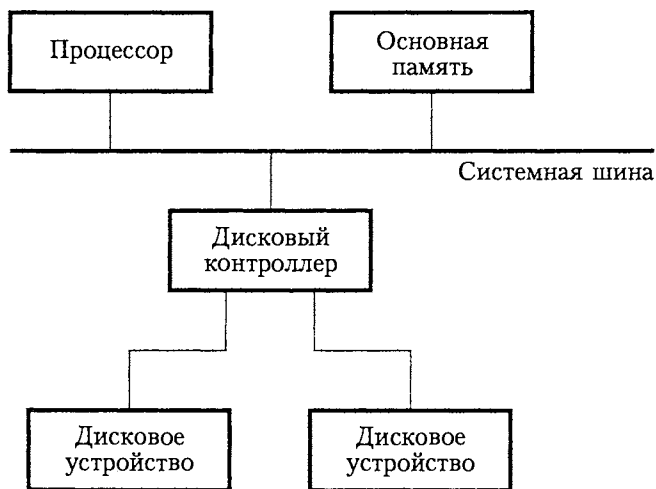 Процессор
Основная
память
Системная шина
Дисковый
контроллер
Дисковое
устройство
Дисковое
устройство